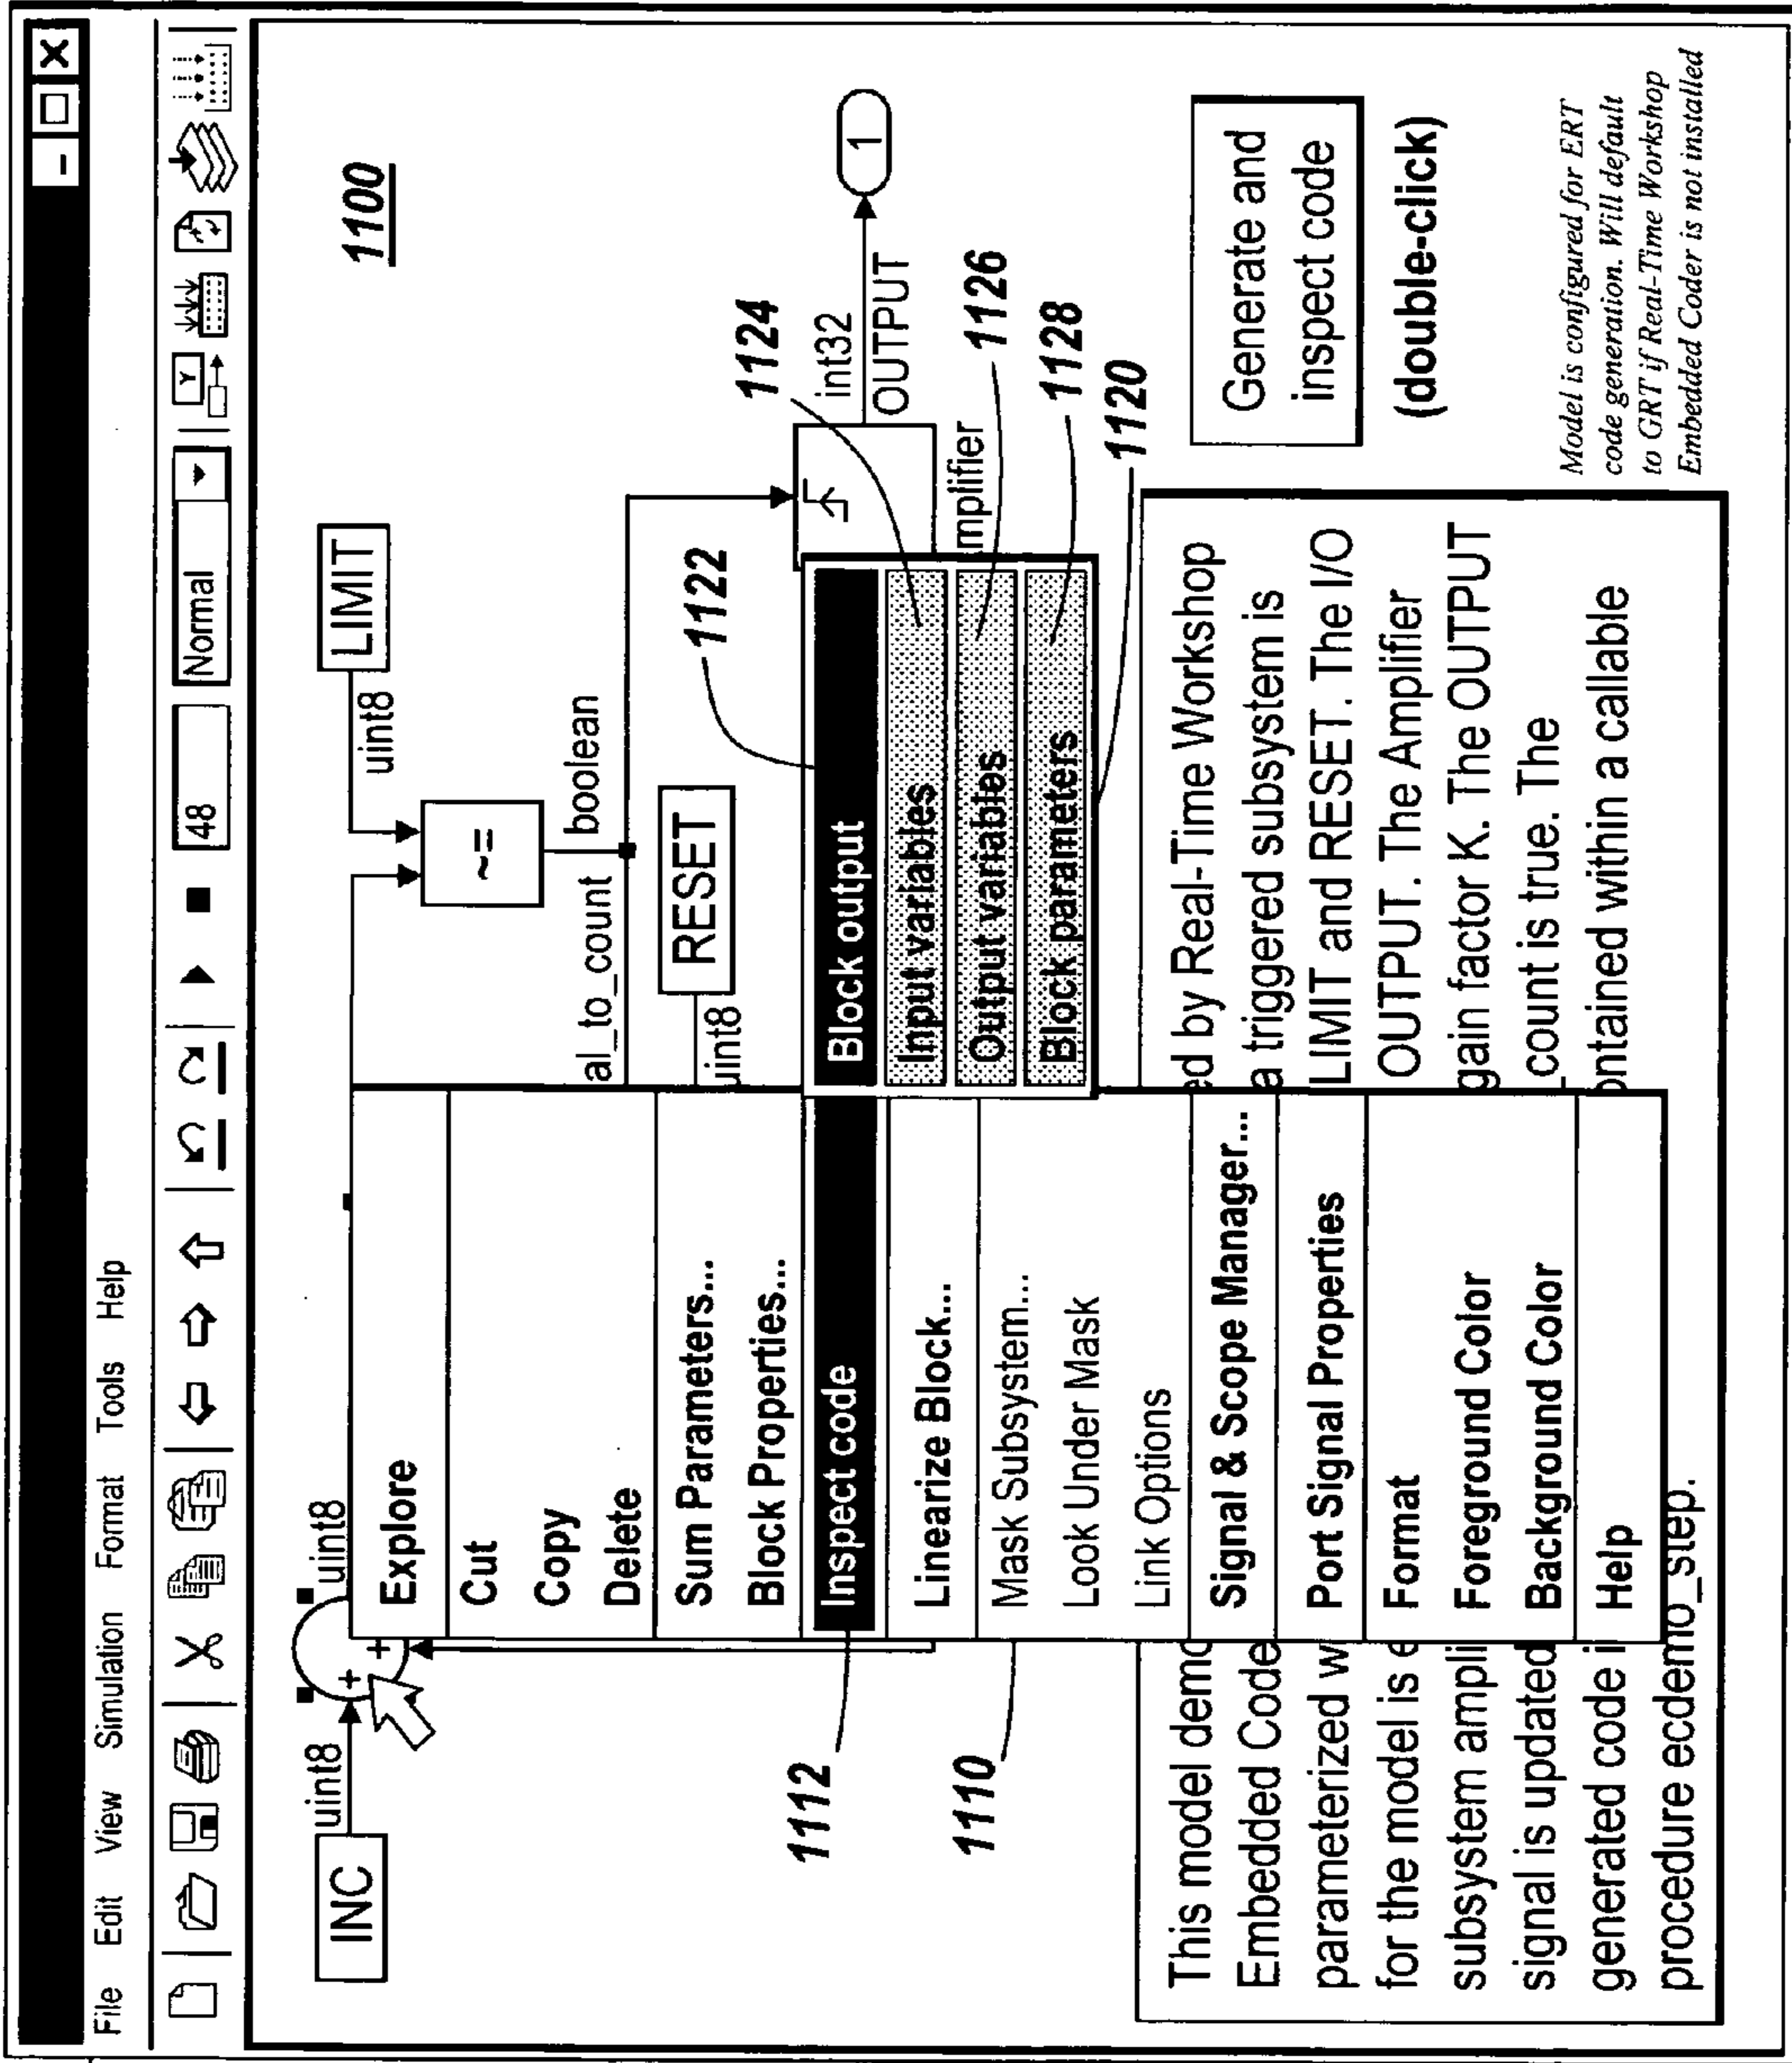 File Edit View Simulation Format Tools Help
48
Normal
Y
1100
INC
uint8
+
+
uint8
LIMIT
uint8
~=
al_to_count
boolean
RESET
uint8
int32
OUTPUT
1
mplifier
Explore
Cut
Copy
Delete
Sum Parameters...
Block Properties...
Inspect code
Linearize Block...
Mask Subsystem...
Look Under Mask
Link Options
Signal & Scope Manager...
Port Signal Properties
Format
Foreground Color
Background Color
Help
Block output
Input variables
Output variables
Block parameters
1112
1110
1122
1124
1126
1128
1120
This model demo ed by Real-Time Workshop
Embedded Code a triggered subsystem is
parameterized w LIMIT and RESET. The I/O
for the model is e OUTPUT. The Amplifier
subsystem ampli gain factor K. The OUTPUT
signal is updated _count is true. The
generated code i ontained within a callable
procedure ecdemo_step.
Generate and
inspect code
(double-click)
Model is configured for ERT
code generation. Will default
to GRT if Real-Time Workshop
Embedded Coder is not installed